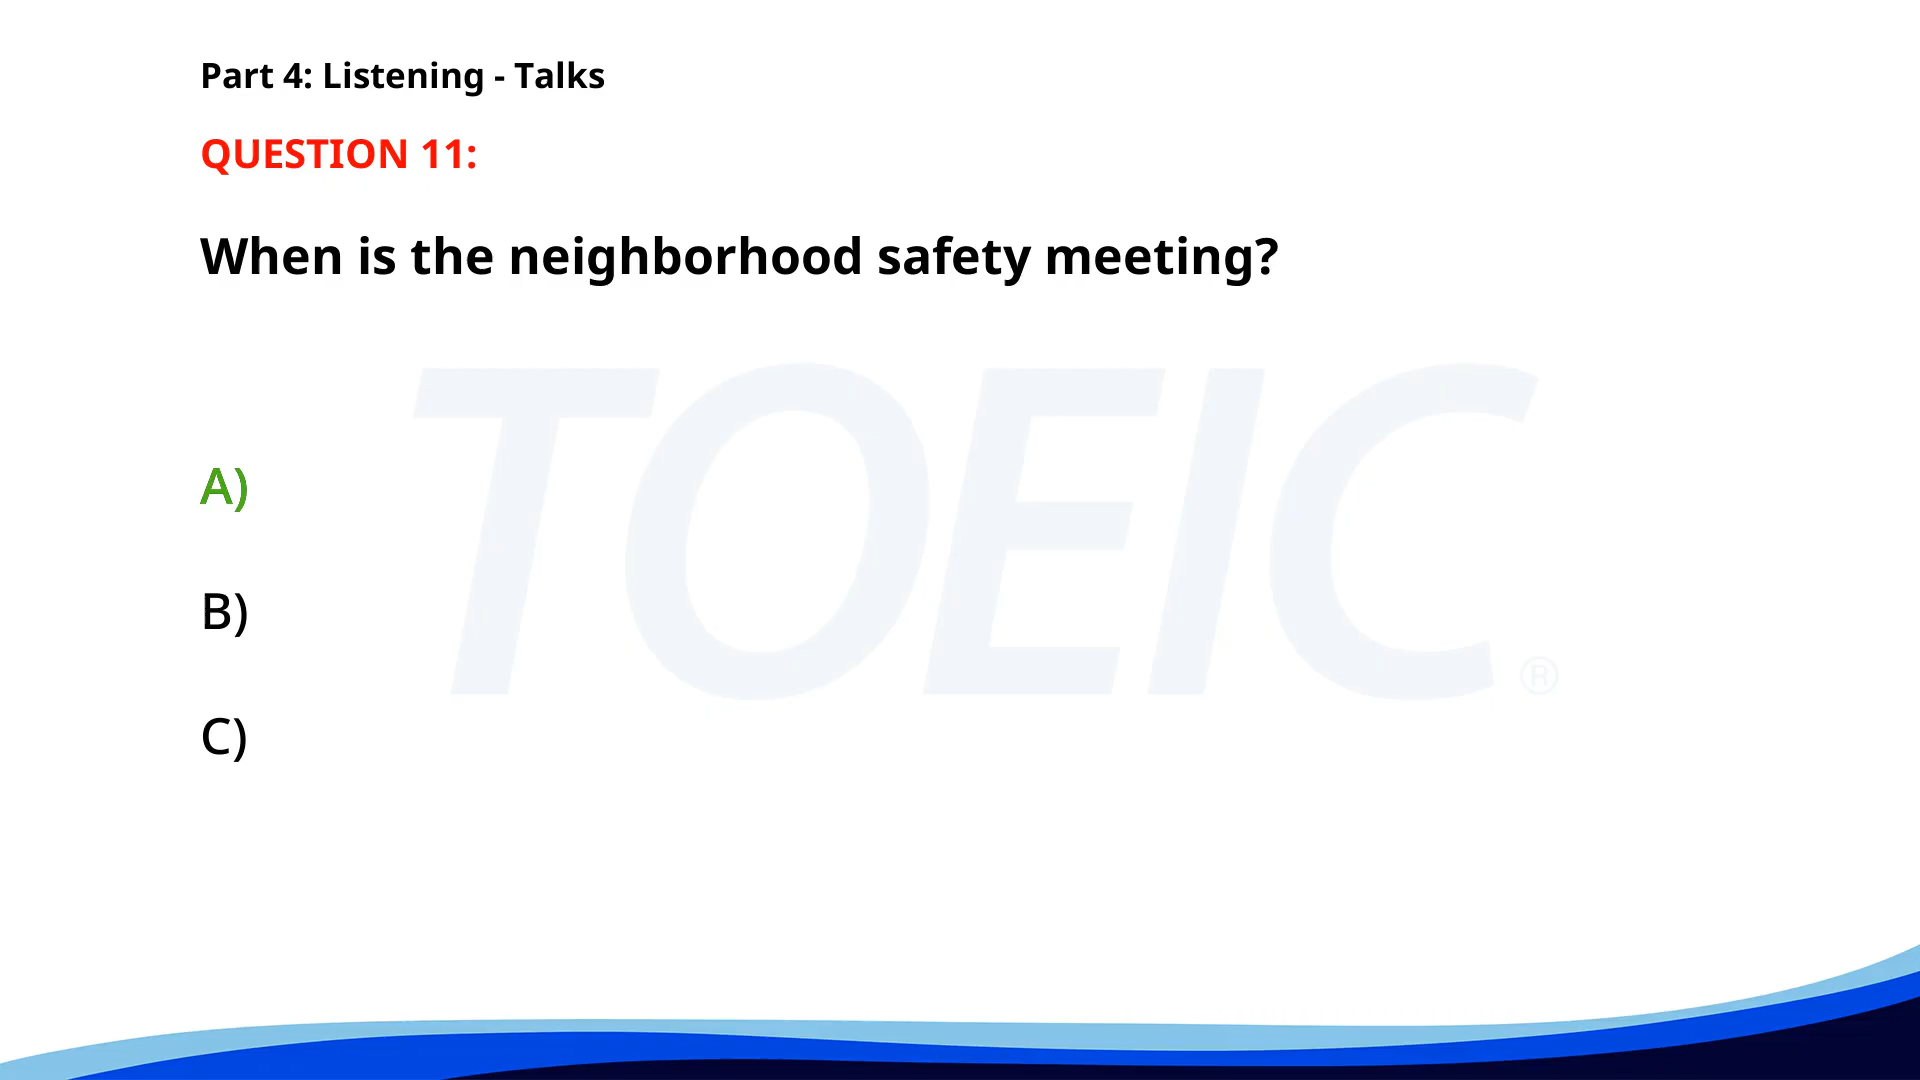 Part 4: Listening - Talks
QUESTION 11:
When is the neighborhood safety meeting?
TOEIC®
A)
B)
C)